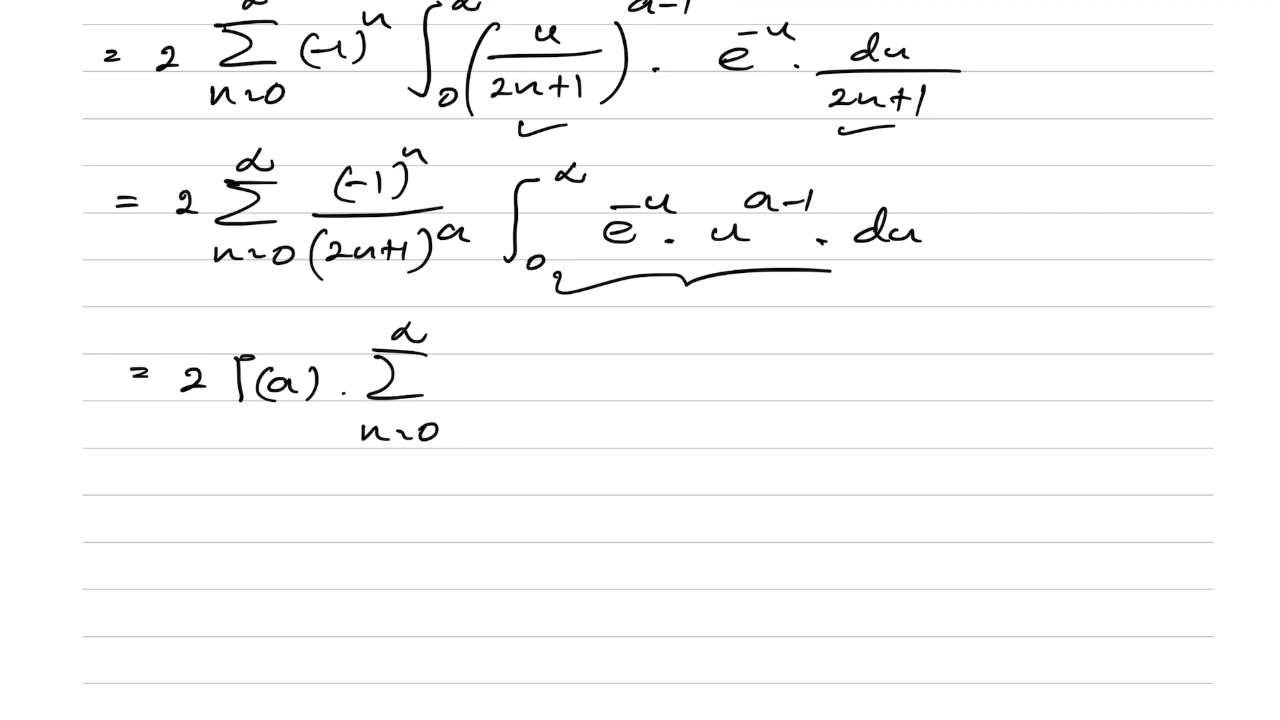 = 2 ∑_{n=0}^{∞} (-1)^n ∫_0^{∞} (u/(2n+1))^{a-1} · e^{-u} · du/(2n+1)
= 2 ∑_{n=0}^{∞} (-1)^n/(2n+1)^a ∫_0^{∞} e^{-u} · u^{a-1} · du
= 2 Γ(a) · ∑_{n=0}^{∞}